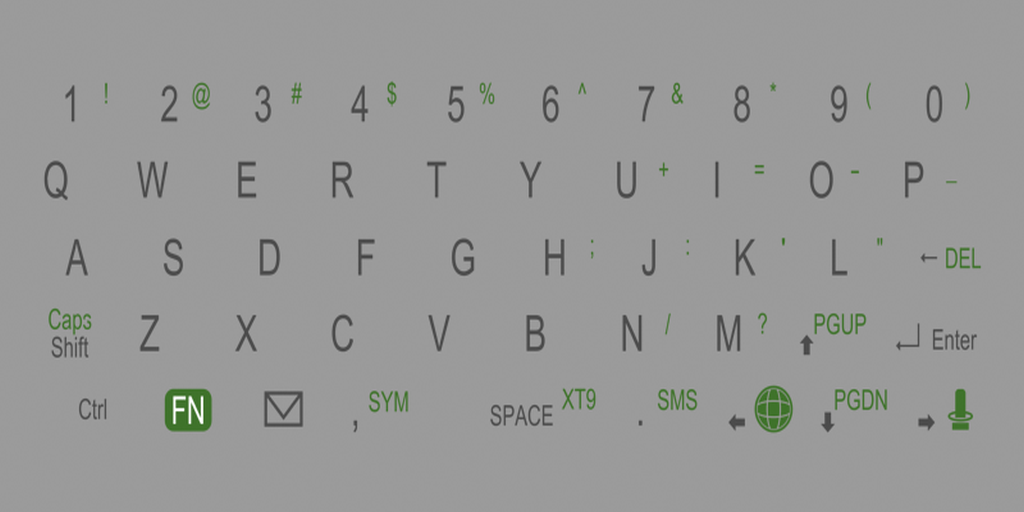 1 ! 2 @ 3 # 4 $ 5 % 6 ^ 7 & 8 * 9 ( 0 )
Q W E R T Y U + I = O - P _
A S D F G H ; J : K ' L " ← DEL
Caps
Shift Z X C V B N / M ? PGUP Enter
Ctrl FN , SYM SPACE XT9 . SMS PGDN